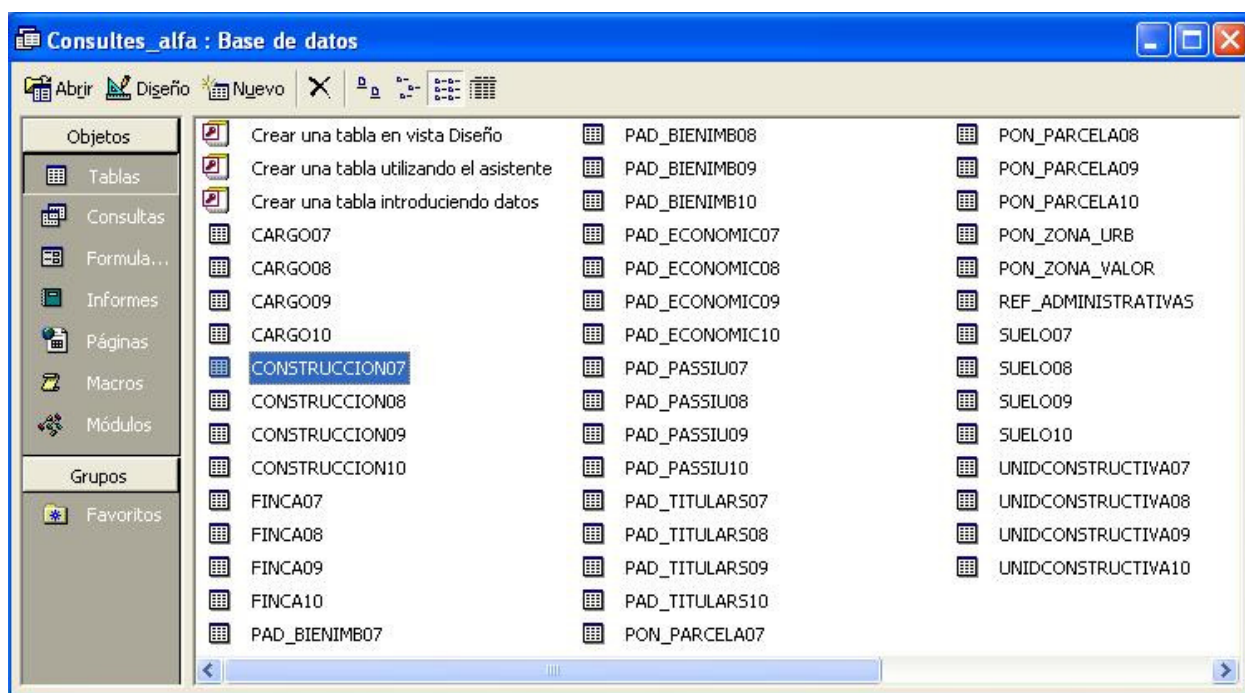 Consultes_alfa : Base de datos
Abrir Diseño Nuevo
Objetos
Tablas
Consultas
Formula...
Informes
Páginas
Macros
Módulos
Grupos
Favoritos
Crear una tabla en vista Diseño
Crear una tabla utilizando el asistente
Crear una tabla introduciendo datos
CARGO07
CARGO08
CARGO09
CARGO10
CONSTRUCCION07
CONSTRUCCION08
CONSTRUCCION09
CONSTRUCCION10
FINCA07
FINCA08
FINCA09
FINCA10
PAD_BIENIMB07
PAD_BIENIMB08
PAD_BIENIMB09
PAD_BIENIMB10
PAD_ECONOMIC07
PAD_ECONOMIC08
PAD_ECONOMIC09
PAD_ECONOMIC10
PAD_PASSIU07
PAD_PASSIU08
PAD_PASSIU09
PAD_PASSIU10
PAD_TITULARS07
PAD_TITULARS08
PAD_TITULARS09
PAD_TITULARS10
PON_PARCELA07
PON_PARCELA08
PON_PARCELA09
PON_PARCELA10
PON_ZONA_URB
PON_ZONA_VALOR
REF_ADMINISTRATIVAS
SUELO07
SUELO08
SUELO09
SUELO10
UNIDCONSTRUCTIVA07
UNIDCONSTRUCTIVA08
UNIDCONSTRUCTIVA09
UNIDCONSTRUCTIVA10